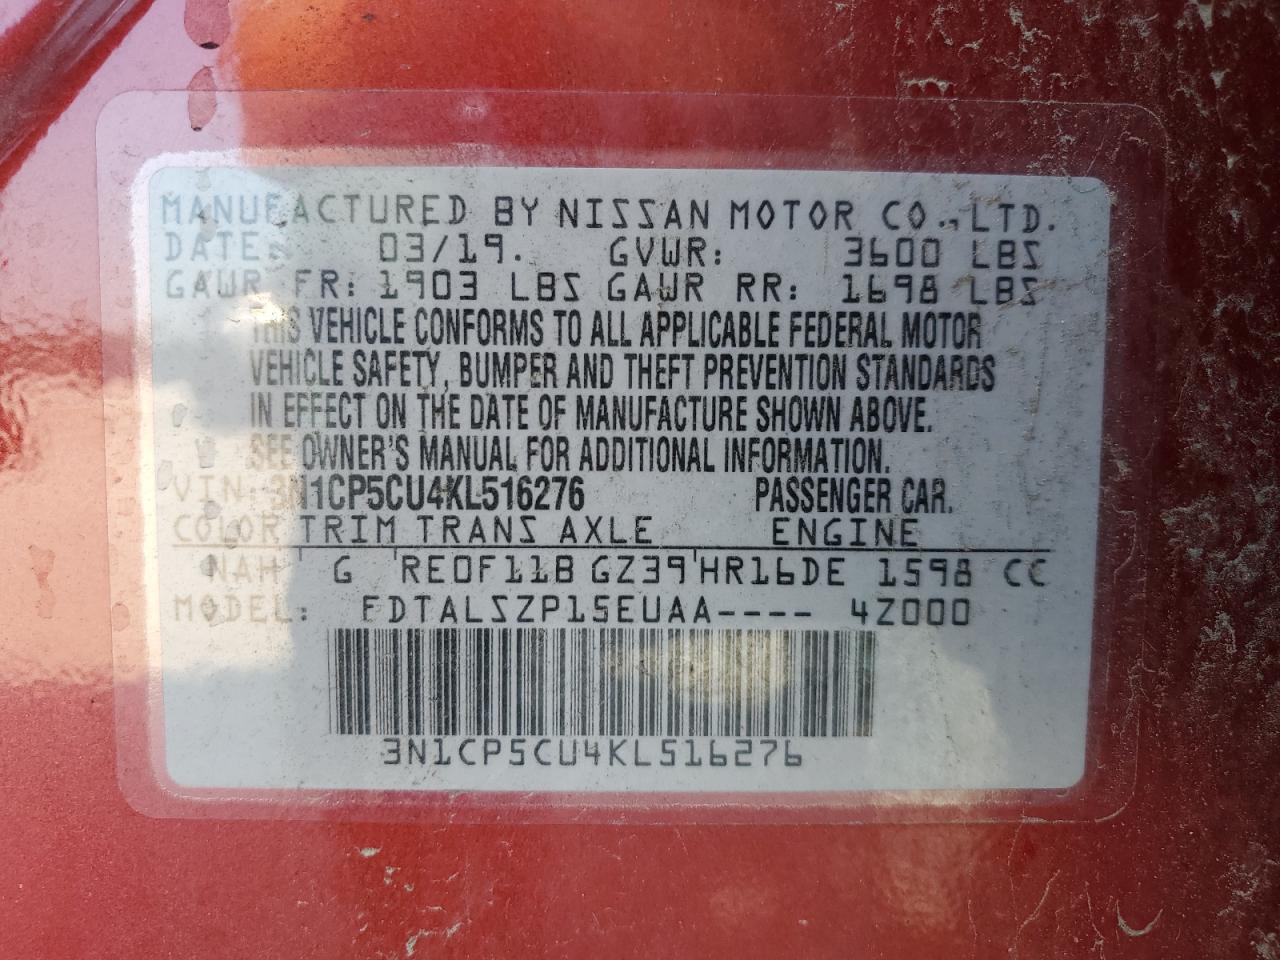 MANUFACTURED BY NISSAN MOTOR CO., LTD.
DATE: 03/19. GVWR: 3600 LBS
GAWR FR: 1903 LBS GAWR RR: 1698 LBS
THIS VEHICLE CONFORMS TO ALL APPLICABLE FEDERAL MOTOR
VEHICLE SAFETY, BUMPER AND THEFT PREVENTION STANDARDS
IN EFFECT ON THE DATE OF MANUFACTURE SHOWN ABOVE.
SEE OWNER'S MANUAL FOR ADDITIONAL INFORMATION.
VIN: 3N1CP5CU4KL516276 PASSENGER CAR.
COLOR TRIM TRANS AXLE ENGINE
NAH G RE0F11B GZ39 HR16DE 1598 CC
MODEL: FDTALSZP15EUAA---- 4Z000
3N1CP5CU4KL516276